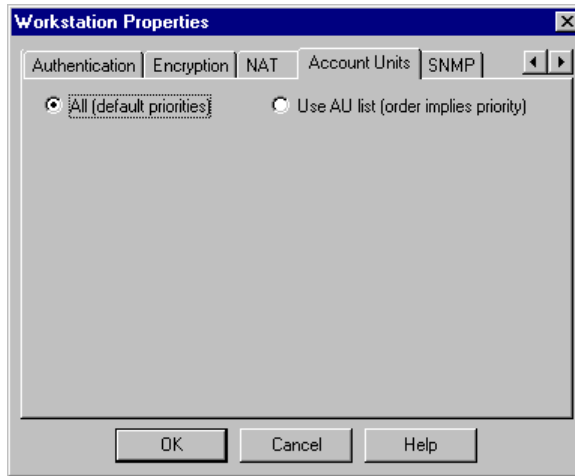 Workstation Properties
Authentication Encryption NAT Account Units SNMP
All (default priorities) Use AU list (order implies priority)
OK Cancel Help